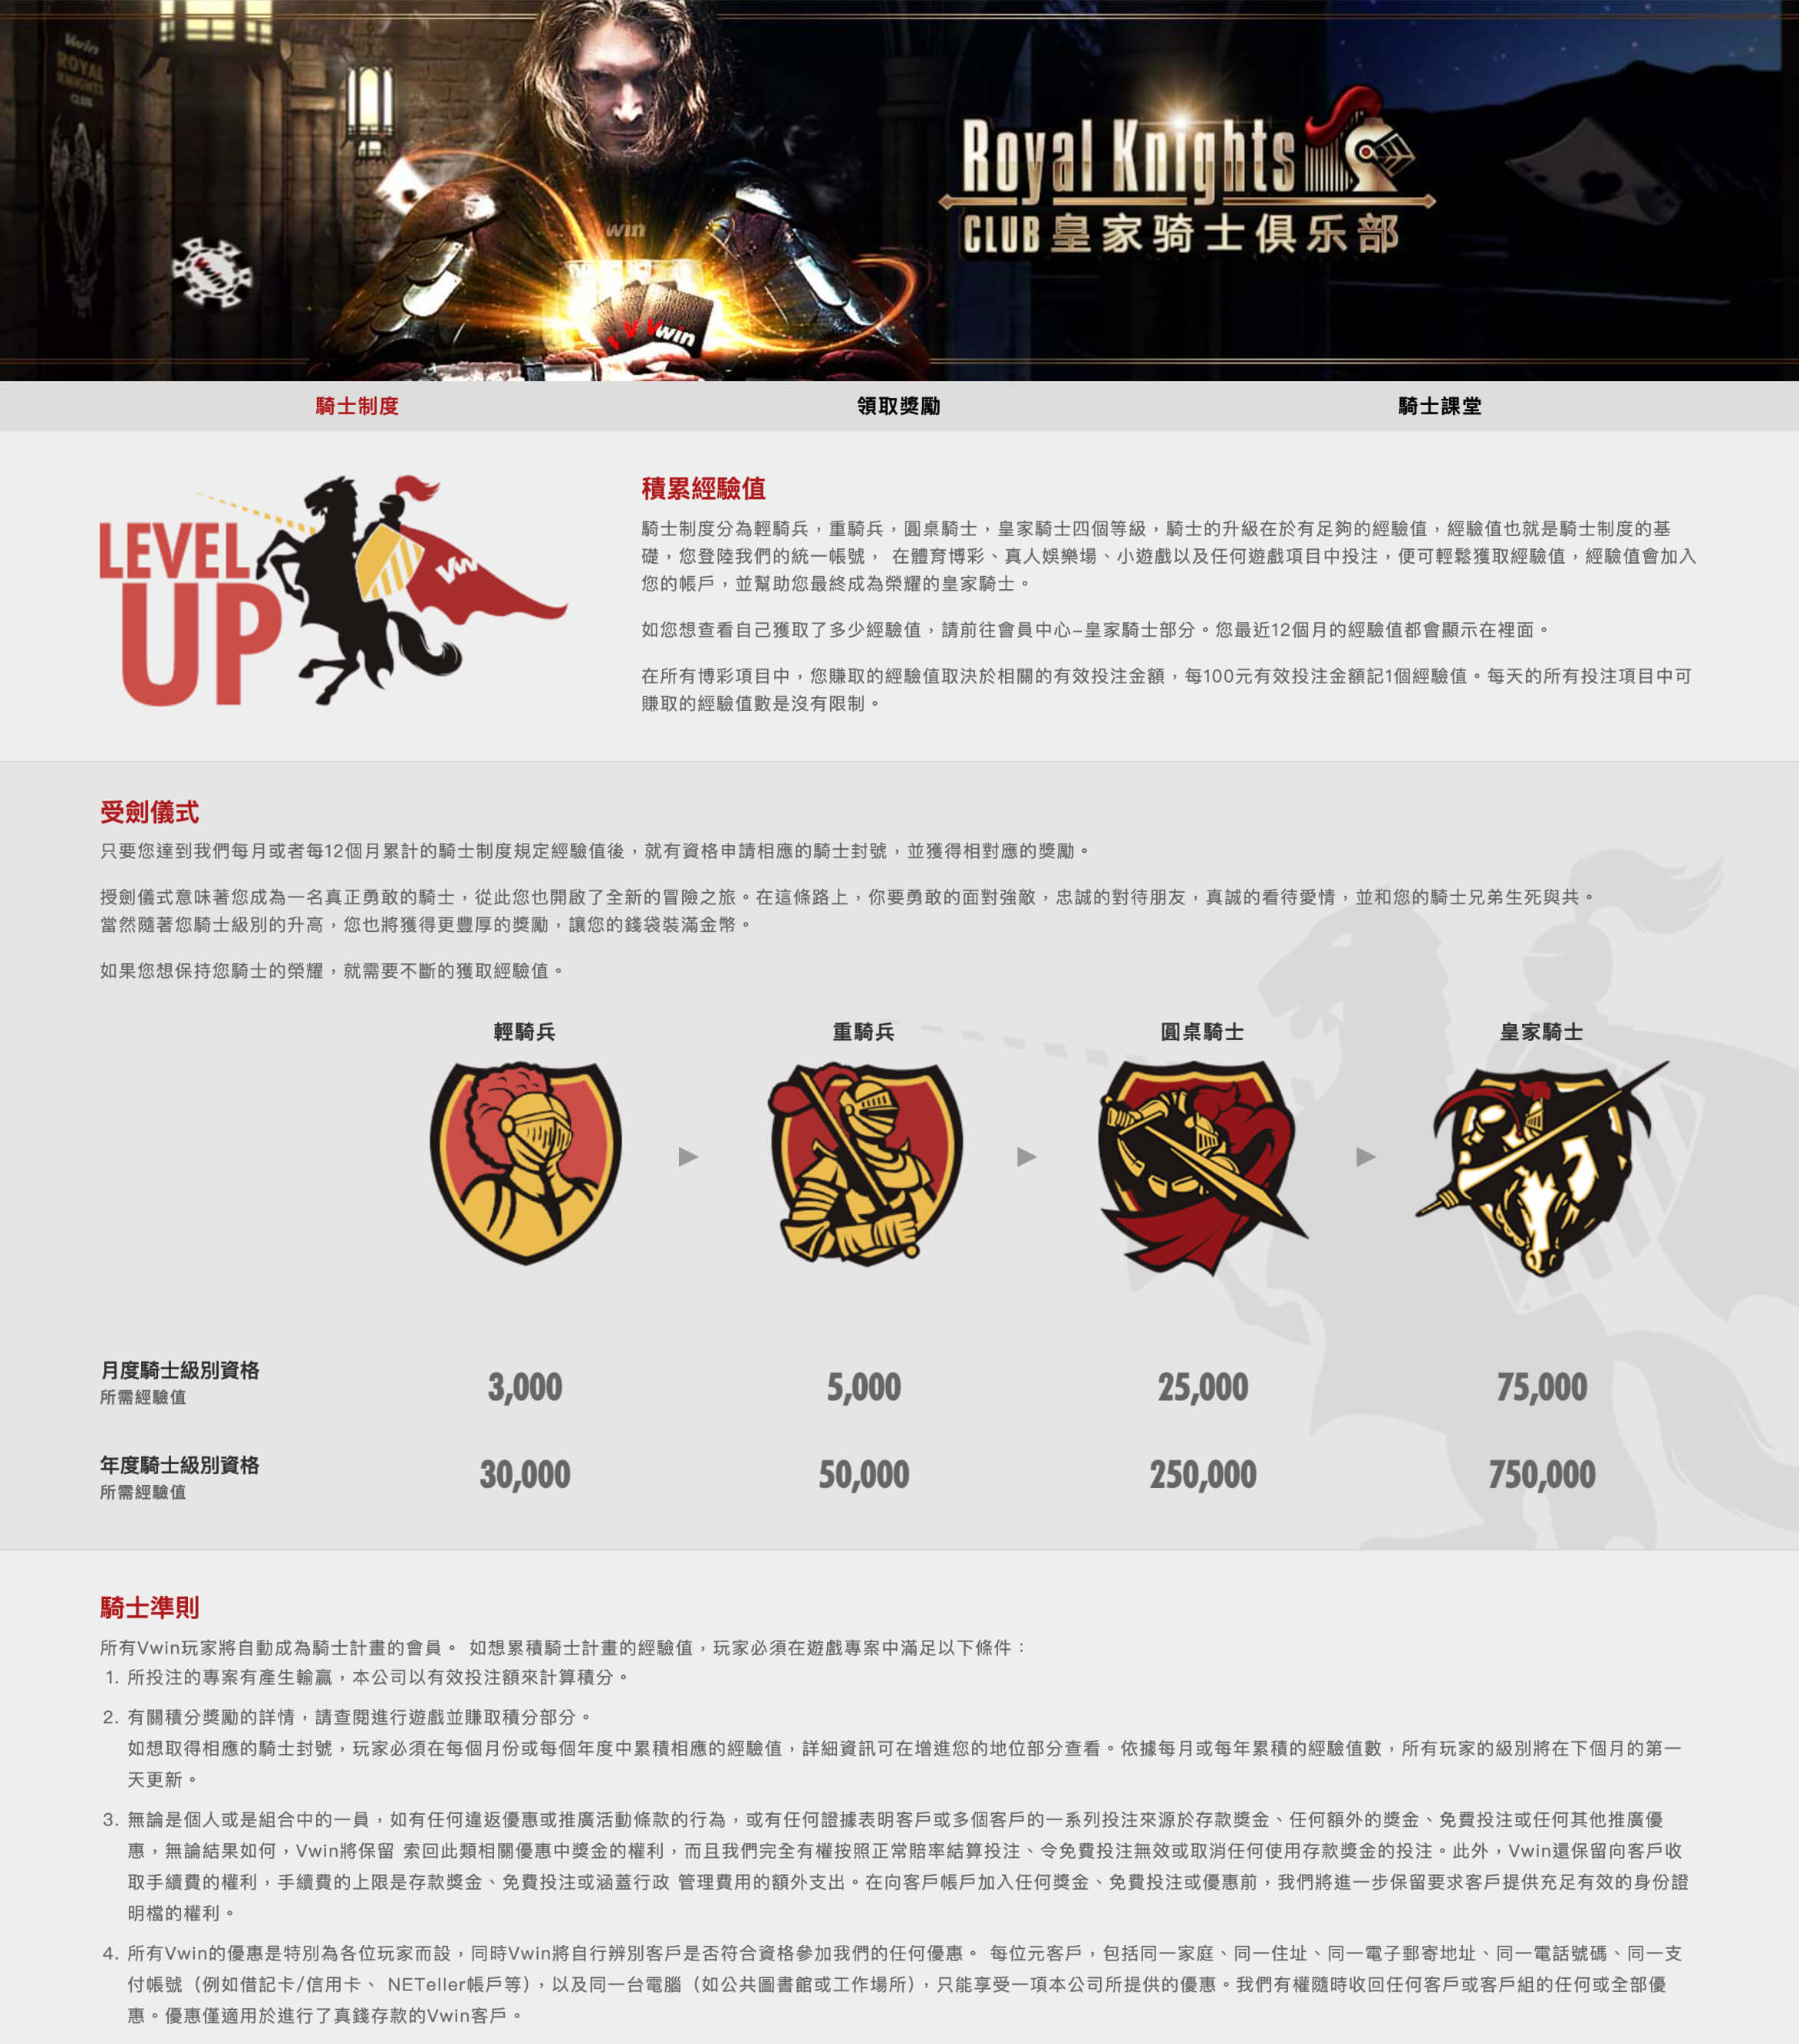 Vwin
ROYAL
KNIGHTS
CLUB
win
Vwin
Royal Knights
CLUB 皇家骑士俱乐部
騎士制度
領取獎勵
騎士課堂
LEVEL
UP
Vw
積累經驗值
騎士制度分為輕騎兵，重騎兵，圓桌騎士，皇家騎士四個等級，騎士的升級在於有足夠的經驗值，經驗值也就是騎士制度的基
礎，您登陸我們的統一帳號， 在體育博彩、真人娛樂場、小遊戲以及任何遊戲項目中投注，便可輕鬆獲取經驗值，經驗值會加入
您的帳戶，並幫助您最終成為榮耀的皇家騎士。
如您想查看自己獲取了多少經驗值，請前往會員中心–皇家騎士部分。您最近12個月的經驗值都會顯示在裡面。
在所有博彩項目中，您賺取的經驗值取決於相關的有效投注金額，每100元有效投注金額記1個經驗值。每天的所有投注項目中可
賺取的經驗值數是沒有限制。
受劍儀式
只要您達到我們每月或者每12個月累計的騎士制度規定經驗值後，就有資格申請相應的騎士封號，並獲得相對應的獎勵。
授劍儀式意味著您成為一名真正勇敢的騎士，從此您也開啟了全新的冒險之旅。在這條路上，你要勇敢的面對強敵，忠誠的對待朋友，真誠的看待愛情，並和您的騎士兄弟生死與共。
當然隨著您騎士級別的升高，您也將獲得更豐厚的獎勵，讓您的錢袋裝滿金幣。
如果您想保持您騎士的榮耀，就需要不斷的獲取經驗值。
輕騎兵
重騎兵
圓桌騎士
皇家騎士
月度騎士級別資格
所需經驗值
3,000
5,000
25,000
75,000
年度騎士級別資格
所需經驗值
30,000
50,000
250,000
750,000
騎士準則
所有Vwin玩家將自動成為騎士計畫的會員。 如想累積騎士計畫的經驗值，玩家必須在遊戲專案中滿足以下條件：
1. 所投注的專案有產生輸贏，本公司以有效投注額來計算積分。
2. 有關積分獎勵的詳情，請查閱進行遊戲並賺取積分部分。
如想取得相應的騎士封號，玩家必須在每個月份或每個年度中累積相應的經驗值，詳細資訊可在增進您的地位部分查看。依據每月或每年累積的經驗值數，所有玩家的級別將在下個月的第一
天更新。
3. 無論是個人或是組合中的一員，如有任何違返優惠或推廣活動條款的行為，或有任何證據表明客戶或多個客戶的一系列投注來源於存款獎金、任何額外的獎金、免費投注或任何其他推廣優
惠，無論結果如何，Vwin將保留 索回此類相關優惠中獎金的權利，而且我們完全有權按照正常賠率結算投注、令免費投注無效或取消任何使用存款獎金的投注。此外，Vwin還保留向客戶收
取手續費的權利，手續費的上限是存款獎金、免費投注或涵蓋行政 管理費用的額外支出。在向客戶帳戶加入任何獎金、免費投注或優惠前，我們將進一步保留要求客戶提供充足有效的身份證
明檔的權利。
4. 所有Vwin的優惠是特別為各位玩家而設，同時Vwin將自行辨別客戶是否符合資格參加我們的任何優惠。 每位元客戶，包括同一家庭、同一住址、同一電子郵寄地址、同一電話號碼、同一支
付帳號（例如借記卡/信用卡、 NETeller帳戶等），以及同一台電腦（如公共圖書館或工作場所），只能享受一項本公司所提供的優惠。我們有權隨時收回任何客戶或客戶組的任何或全部優
惠。優惠僅適用於進行了真錢存款的Vwin客戶。